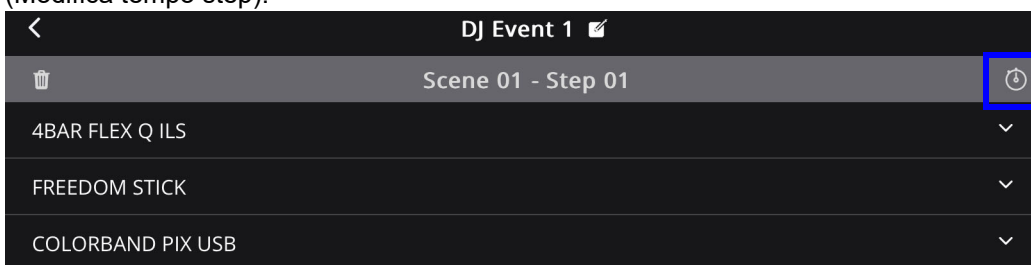 (Modifica tempo step).
DJ Event 1
Scene 01 - Step 01
4BAR FLEX Q ILS
FREEDOM STICK
COLORBAND PIX USB